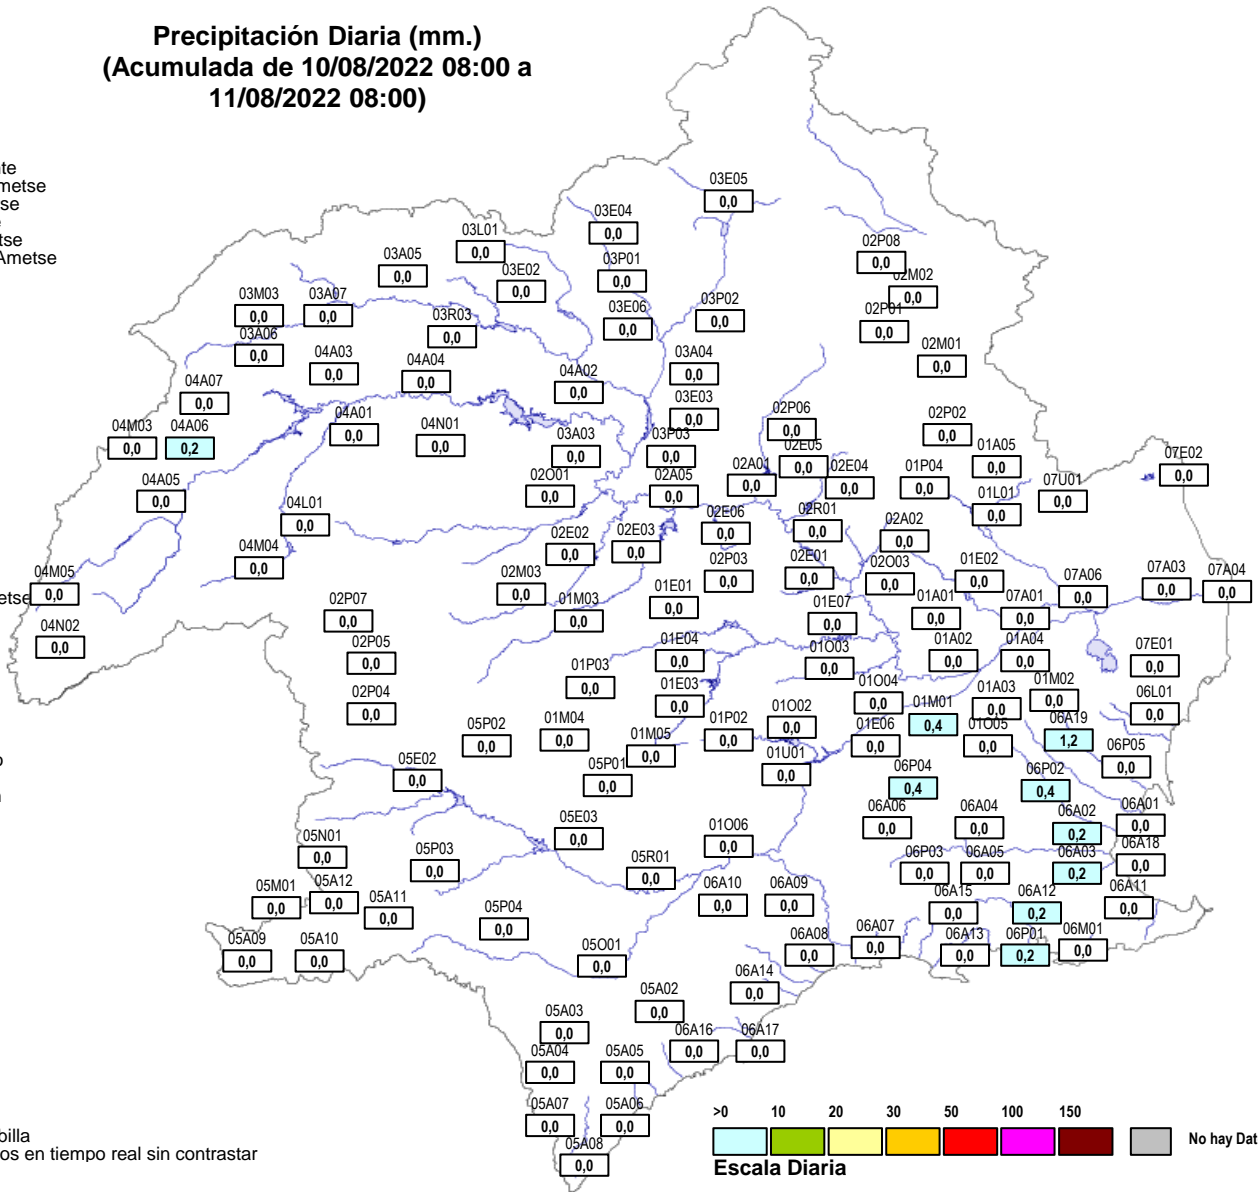 Precipitación Diaria (mm.)
(Acumulada de 10/08/2022 08:00 a
11/08/2022 08:00)
03E05
0,0
03E04
0,0
03L01
0,0
03P01
0,0
02P08
0,0
03A05
0,0
03E02
0,0
02M02
0,0
03M03
0,0
03A07
0,0
03P02
0,0
03E06
0,0
02P01
0,0
03R03
0,0
03A06
0,0
02M01
0,0
04A03
0,0
04A04
0,0
03A04
0,0
04A02
0,0
04A07
0,0
03E03
0,0
02P06
0,0
04A01
0,0
02P02
0,0
04M03
0,0
04A06
0,2
04N01
0,0
03A03
0,0
03P03
0,0
02E05
0,0
01A05
0,0
07E02
0,0
02A01
0,0
02E04
0,0
01P04
0,0
04A05
0,0
02O01
0,0
02A05
0,0
07U01
0,0
01L01
0,0
04L01
0,0
02E06
0,0
02R01
0,0
02A02
0,0
02E02
0,0
02E03
0,0
04M04
0,0
02P03
0,0
02E01
0,0
02O03
0,0
01E02
0,0
07A03
0,0
07A04
0,0
04M05
0,0
02M03
0,0
07A06
0,0
01E01
0,0
02P07
0,0
01M03
0,0
01E07
0,0
01A01
0,0
07A01
0,0
04N02
0,0
02P05
0,0
01E04
0,0
01O03
0,0
01A02
0,0
01A04
0,0
07E01
0,0
01P03
0,0
01E03
0,0
01O04
0,0
01A03
0,0
01M02
0,0
02P04
0,0
06L01
0,0
01M01
0,4
01O02
0,0
05P02
0,0
01M04
0,0
01P02
0,0
01E06
0,0
01O05
0,0
06A19
1,2
01M05
0,0
06P05
0,0
05E02
0,0
05P01
0,0
01U01
0,0
06P04
0,4
06P02
0,4
06A06
0,0
06A04
0,0
06A02
0,2
06A01
0,0
05E03
0,0
01O06
0,0
05N01
0,0
05P03
0,0
05R01
0,0
06P03
0,0
06A05
0,0
06A03
0,2
06A18
0,0
05M01
0,0
05A12
0,0
05A11
0,0
06A10
0,0
06A09
0,0
06A15
0,0
06A12
0,2
06A11
0,0
05P04
0,0
05A09
0,0
05A10
0,0
05O01
0,0
06A08
0,0
06A07
0,0
06A13
0,0
06P01
0,2
06M01
0,0
06A14
0,0
05A02
0,0
05A03
0,0
06A16
0,0
06A17
0,0
05A04
0,0
05A05
0,0
05A07
0,0
05A06
0,0
05A08
0,0
>0 10 20 30 50 100 150
No hay Dat
Escala Diaria
nte
metse
tse
Ametse
etse
billa
os en tiempo real sin contrastar